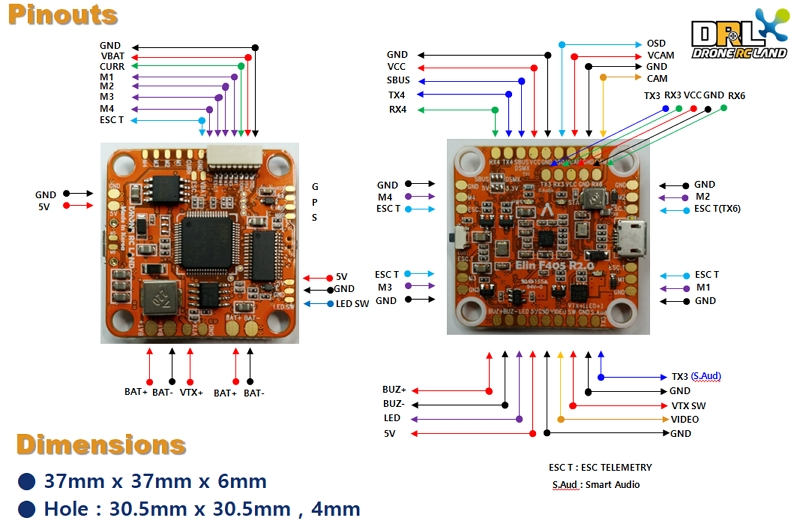 Pinouts
DRL
DRONE RC LAND
GND
VBAT
CURR
M1
M2
M3
M4
ESC T
GND
5V
G
P
S
5V
GND
LED SW
BAT+ BAT- VTX+ BAT+ BAT-
GND
VCC
SBUS
TX4
RX4
OSD
VCAM
GND
CAM
TX3 RX3 VCC GND RX6
GND
M4
ESC T
GND
M2
ESC T(TX6)
ESC T
M3
GND
ESC T
M1
GND
Elin F405 R2.0
BUZ+
BUZ-
LED
5V
TX3 (S.Aud)
GND
VTX SW
VIDEO
GND
ESC T : ESC TELEMETRY
S.Aud : Smart Audio
Dimensions
37mm x 37mm x 6mm
Hole : 30.5mm x 30.5mm , 4mm